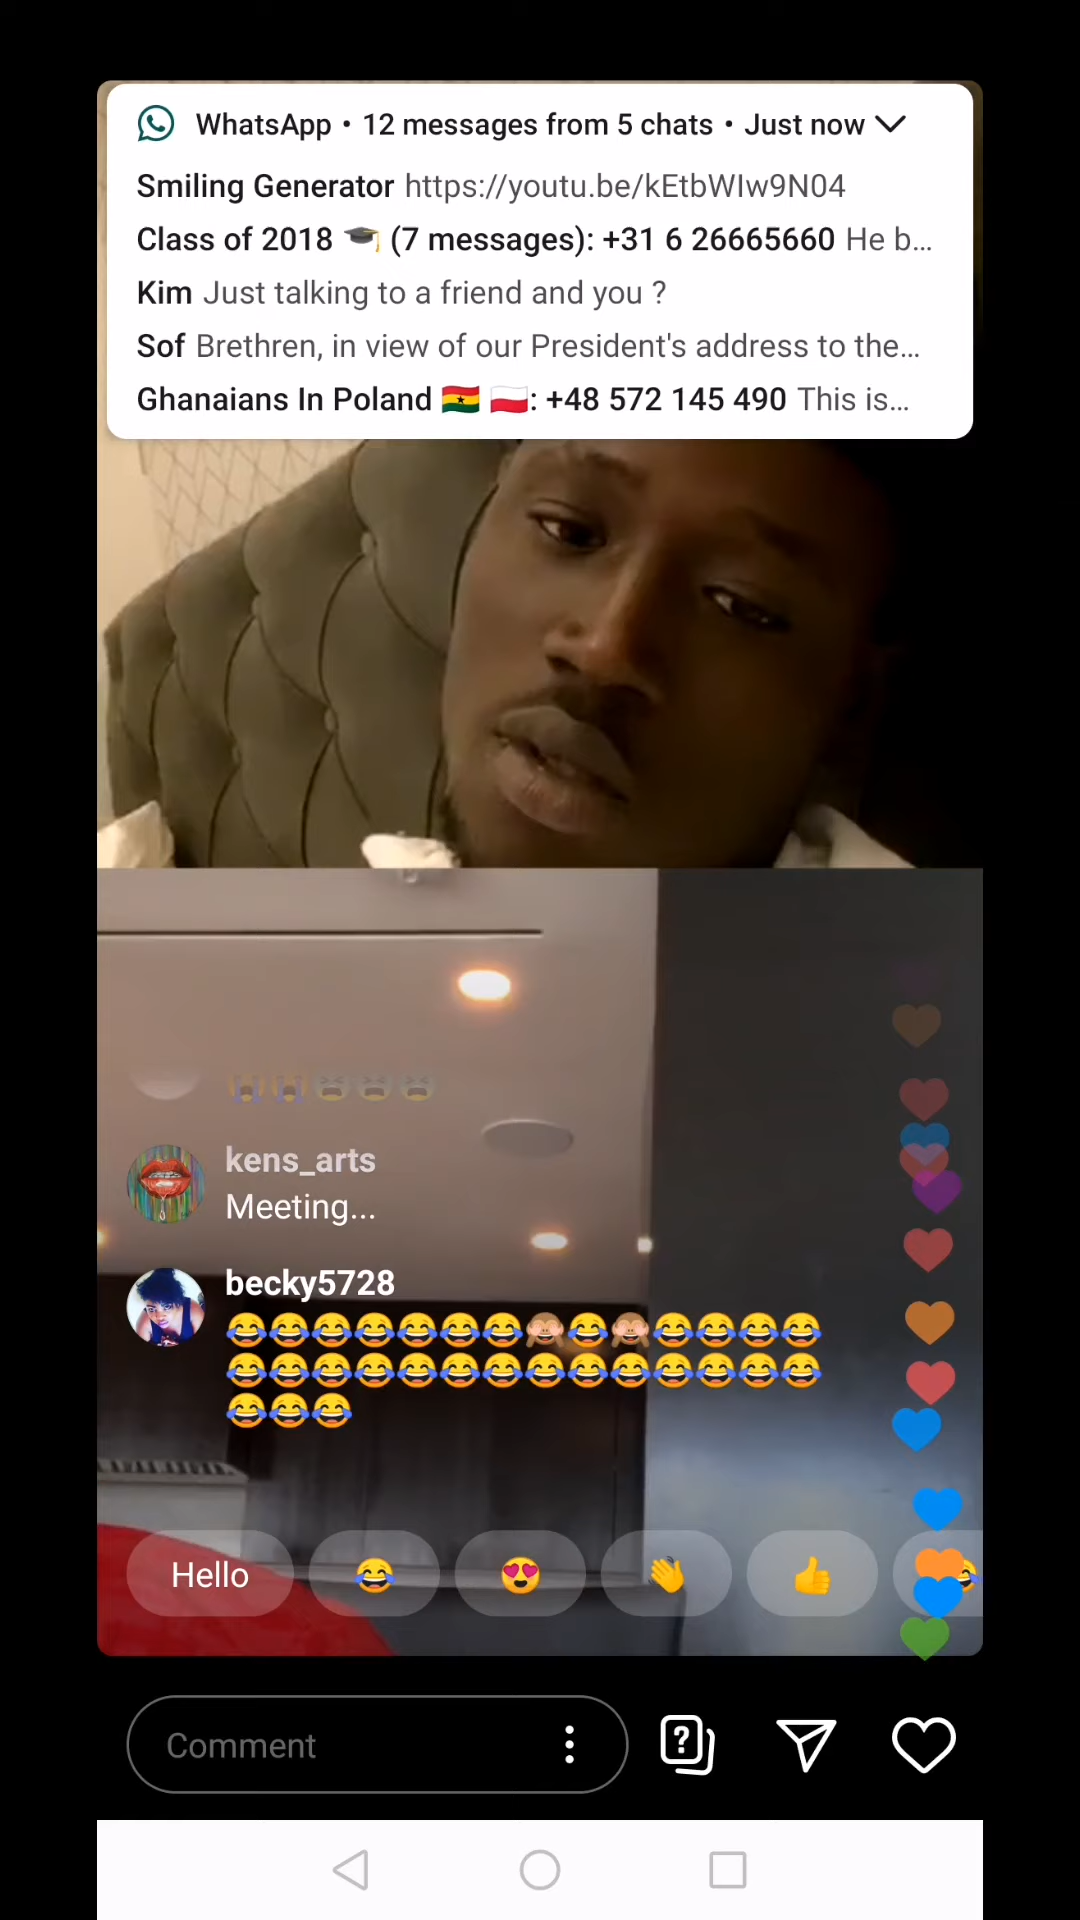 WhatsApp • 12 messages from 5 chats • Just now
Smiling Generator https://youtu.be/kEtbWIw9N04
Class of 2018 🎓 (7 messages): +31 6 26665660 He b...
Kim Just talking to a friend and you ?
Sof Brethren, in view of our President's address to the...
Ghanaians In Poland 🇬🇭 🇵🇱: +48 572 145 490 This is...
😭😭😫😫😫
kens_arts
Meeting...
becky5728
😂😂😂😂😂😂😂🙈😂🙈😂😂😂😂
😂😂😂😂😂😂😂😂😂😂😂😂😂😂
😂😂😂
Hello 😂 😍 👋 👍 😂
Comment